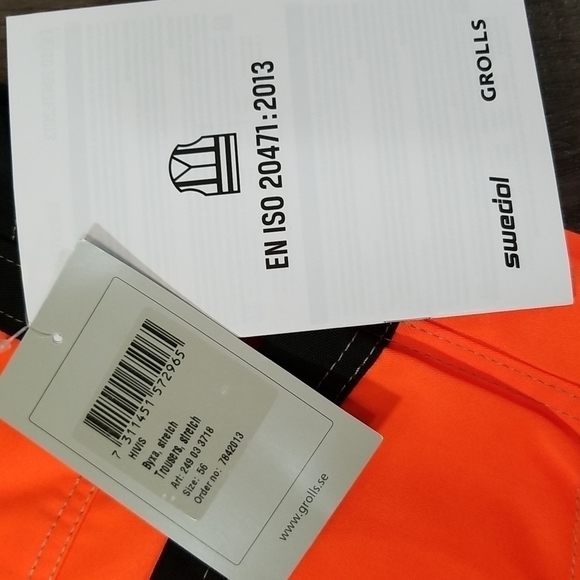 EN ISO 20471:2013
swedol
GROLLS
7 311451 572965
HIVIS
Byxa, stretch
Trousers, stretch
Art: 249 03 3718
Size: 56
Order no: 7842013
www.grolls.se